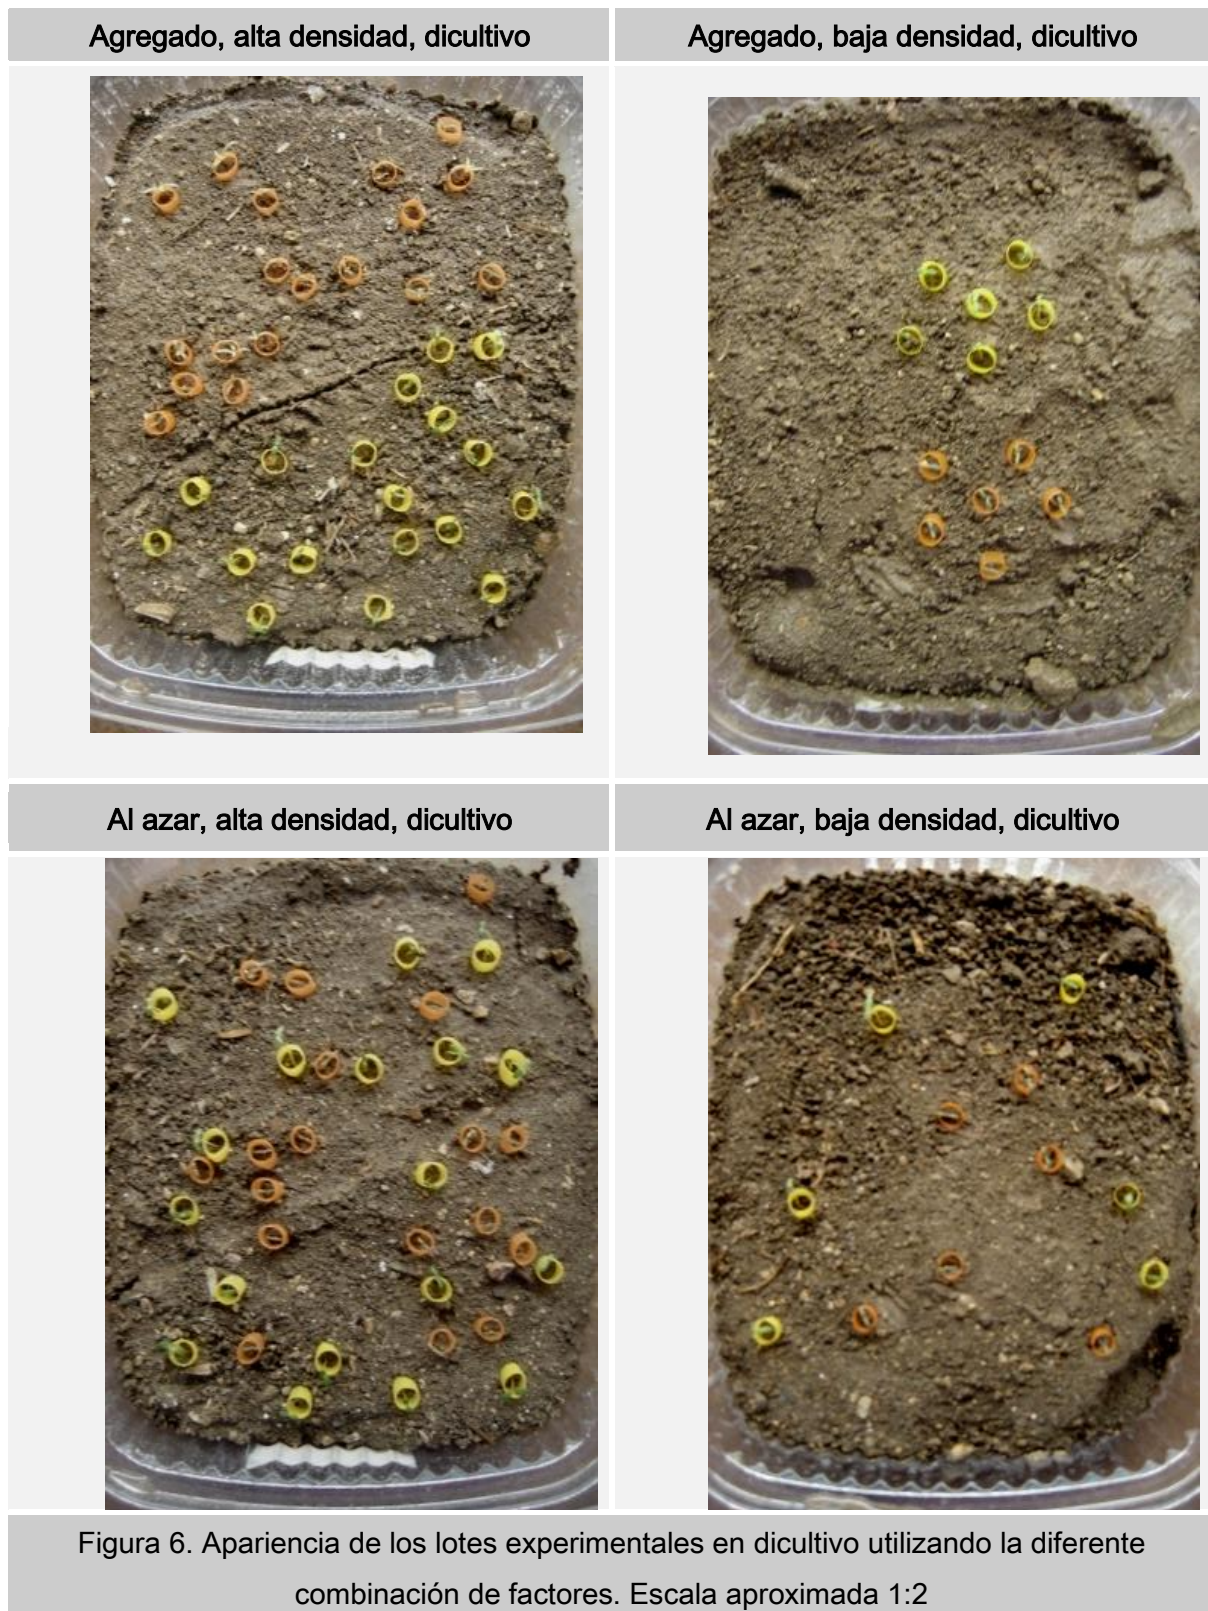 Agregado, alta densidad, dicultivo
Agregado, baja densidad, dicultivo
Al azar, alta densidad, dicultivo
Al azar, baja densidad, dicultivo
Figura 6. Apariencia de los lotes experimentales en dicultivo utilizando la diferente
combinación de factores. Escala aproximada 1:2